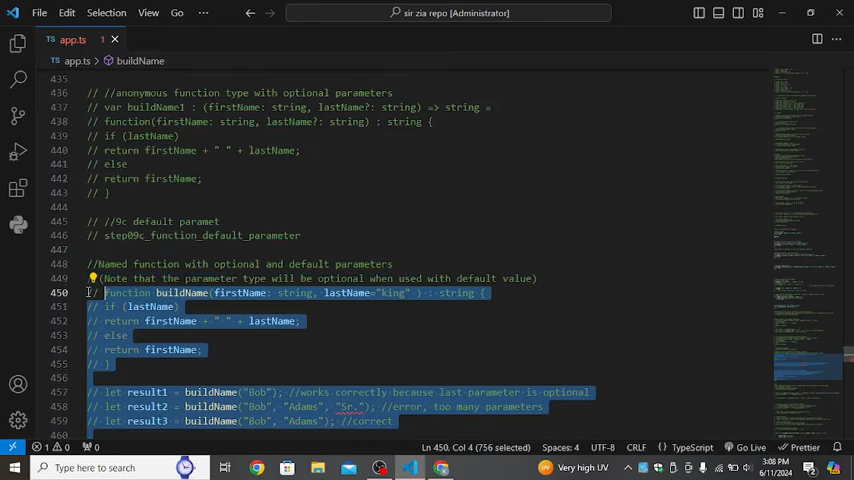 File Edit Selection View Go ··· sir zia repo [Administrator]
TS app.ts 1
TS app.ts > buildName
435
436 // //anonymous function type with optional parameters
437 // var buildName1 : (firstName: string, lastName?: string) => string =
438 // function(firstName: string, lastName?: string) : string {
439 // if (lastName)
440 // return firstName + " " + lastName;
441 // else
442 // return firstName;
443 // }
444
445 // //9c default paramet
446 // step09c_function_default_parameter
447
448 //Named function with optional and default parameters
449 (Note that the parameter type will be optional when used with default value)
450 // function buildName(firstName: string, lastName="king" ) : string {
451 // if (lastName)
452 // return firstName + " " + lastName;
453 // else
454 // return firstName;
455 // }
456
457 // let result1 = buildName("Bob"); //works correctly because last parameter is optional
458 // let result2 = buildName("Bob", "Adams", "Sr."); //error, too many parameters
459 // let result3 = buildName("Bob", "Adams"); //correct
460
1 0 0 Ln 450, Col 4 (756 selected) Spaces: 4 UTF-8 CRLF {} TypeScript Go Live Prettier
Type here to search Very high UV 3:08 PM
6/11/2024 2